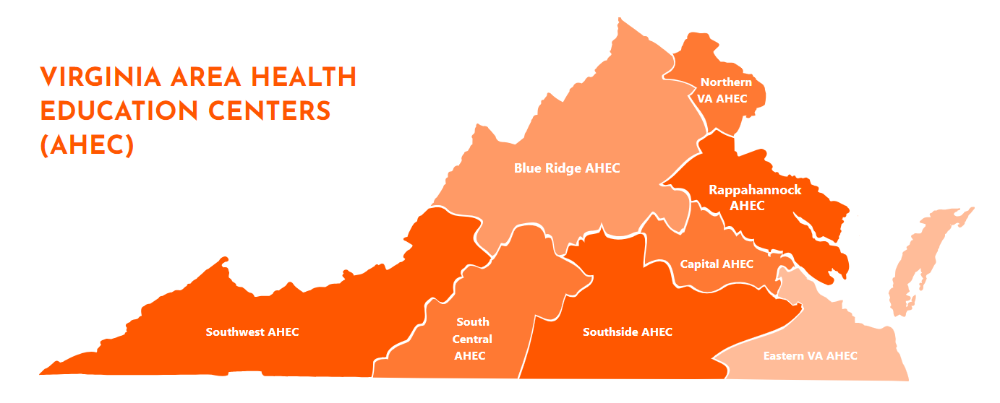 VIRGINIA AREA HEALTH
EDUCATION CENTERS
(AHEC)
Northern
VA AHEC
Blue Ridge AHEC
Rappahannock
AHEC
Capital AHEC
South
Central
AHEC
Southwest AHEC
Southside AHEC
Eastern VA AHEC